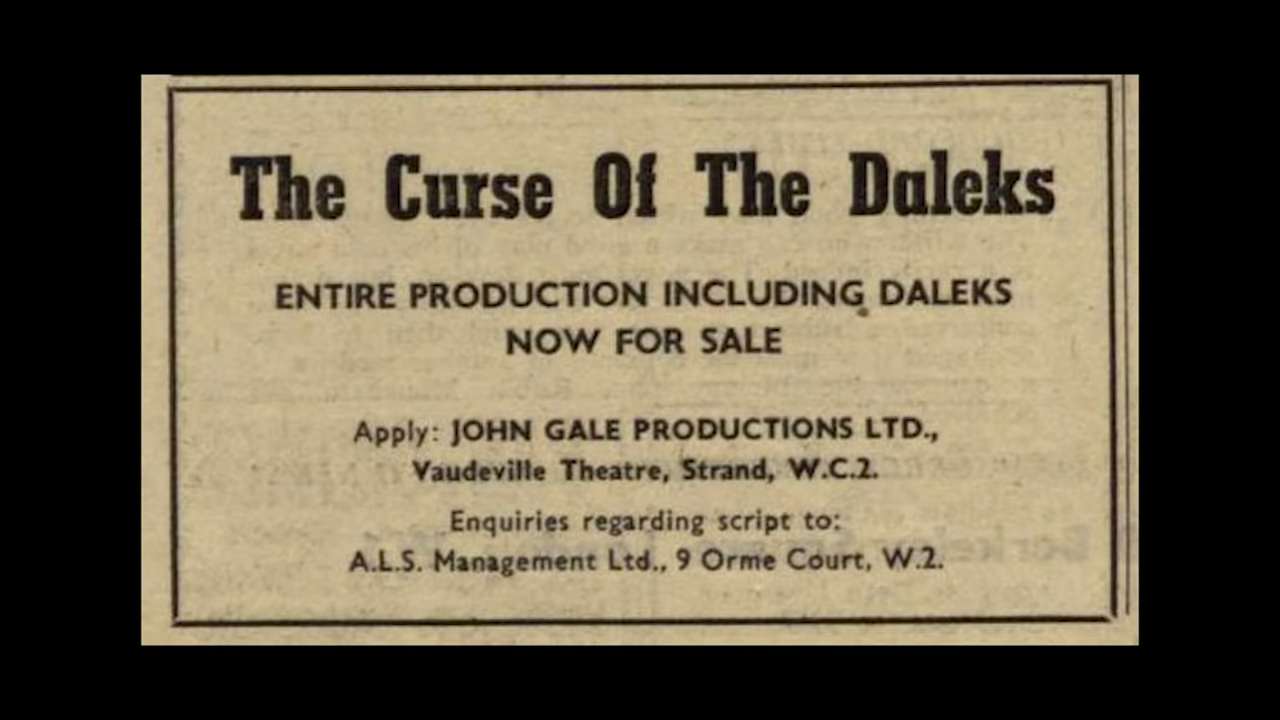 The Curse Of The Daleks
ENTIRE PRODUCTION INCLUDING DALEKS
NOW FOR SALE
Apply: JOHN GALE PRODUCTIONS LTD.,
Vaudeville Theatre, Strand, W.C.2.
Enquiries regarding script to:
A.L.S. Management Ltd., 9 Orme Court, W.2.